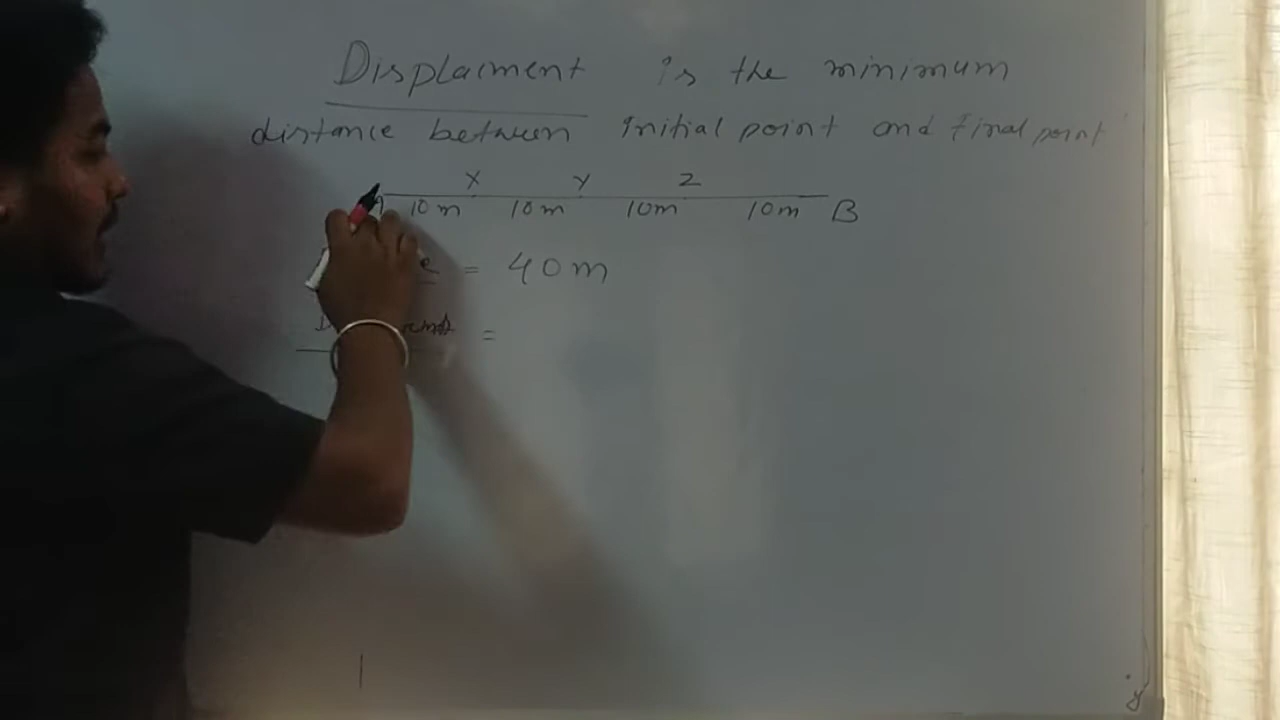 Displacment is the minimum
distance between initial point and final point
X Y Z
10m 10m 10m 10m B
= 40m
=